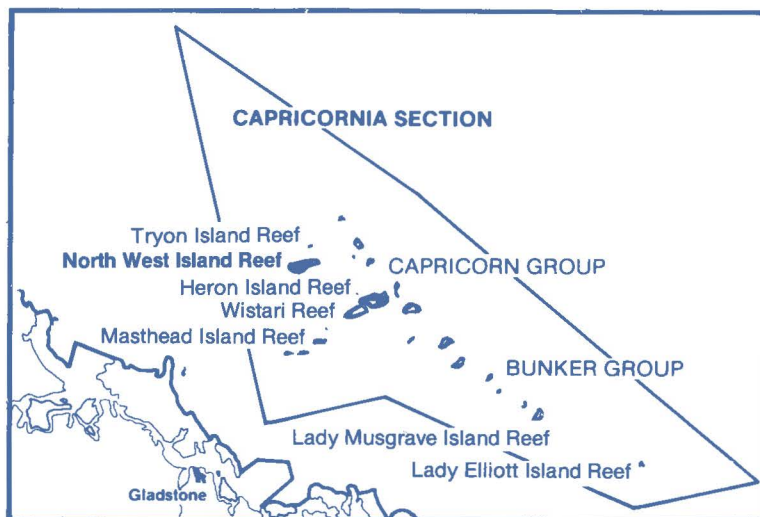 CAPRICORNIA SECTION
Tryon Island Reef
North West Island Reef
CAPRICORN GROUP
Heron Island Reef
Wistari Reef
Masthead Island Reef
BUNKER GROUP
Lady Musgrave Island Reef
Lady Elliott Island Reef
Gladstone